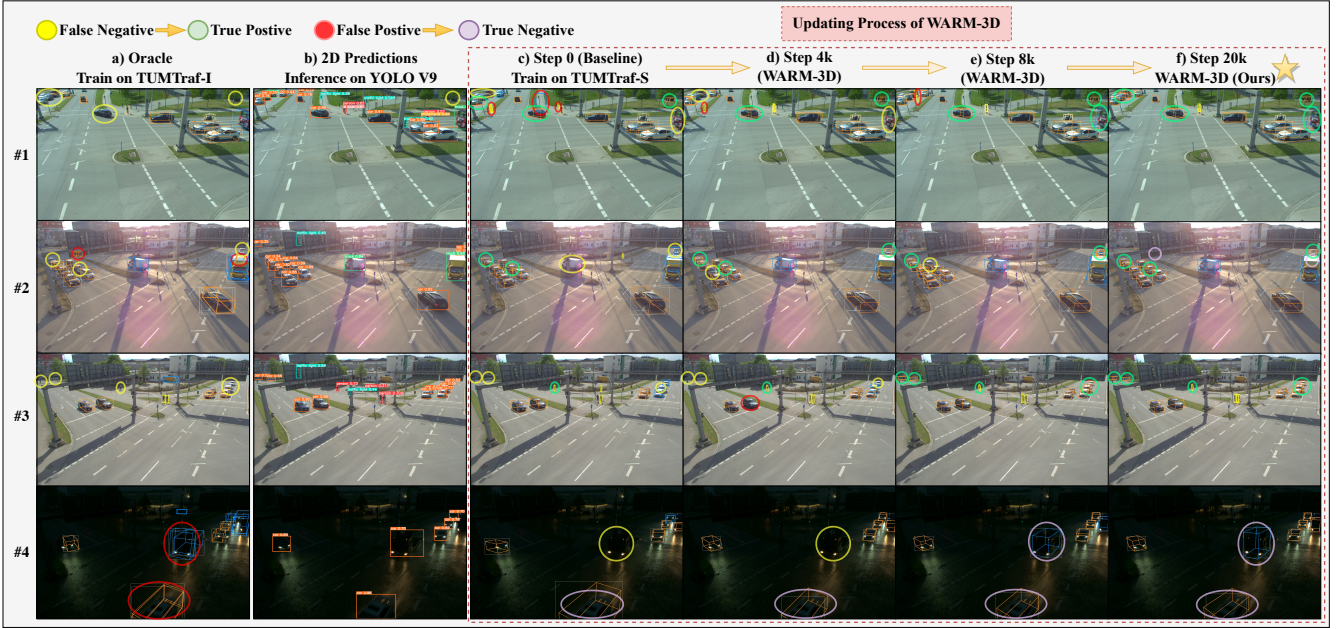 Updating Process of WARM-3D
False Negative
True Postive
False Postive
True Negative
a) Oracle
Train on TUMTraf-I
b) 2D Predictions
Inference on YOLO V9
c) Step 0 (Baseline)
Train on TUMTraf-S
d) Step 4k
(WARM-3D)
e) Step 8k
(WARM-3D)
f) Step 20k
WARM-3D (Ours)
#1
#2
#3
#4